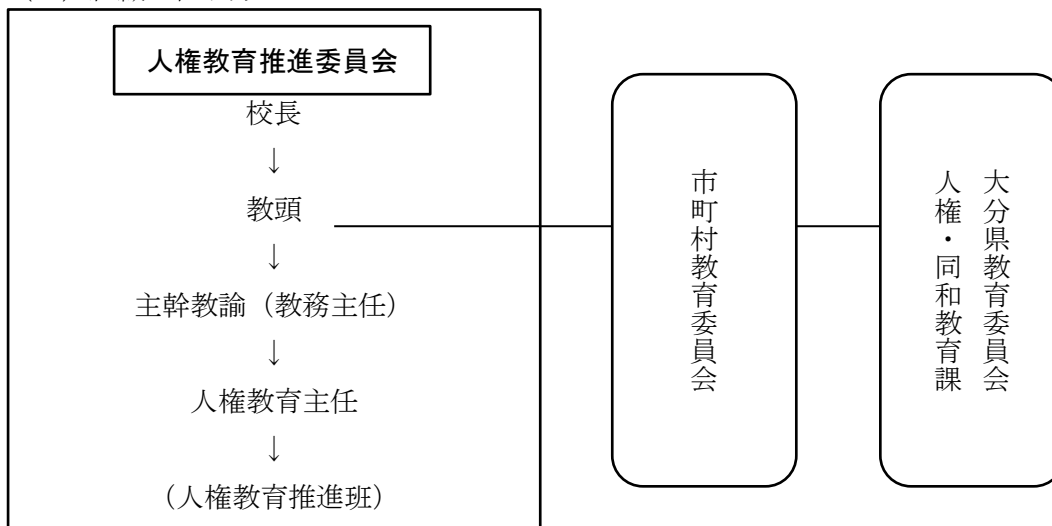 人権教育推進委員会
校長
↓
教頭
↓
主幹教諭（教務主任）
↓
人権教育主任
↓
（人権教育推進班）
市町村教育委員会
大分県教育委員会
人権・同和教育課